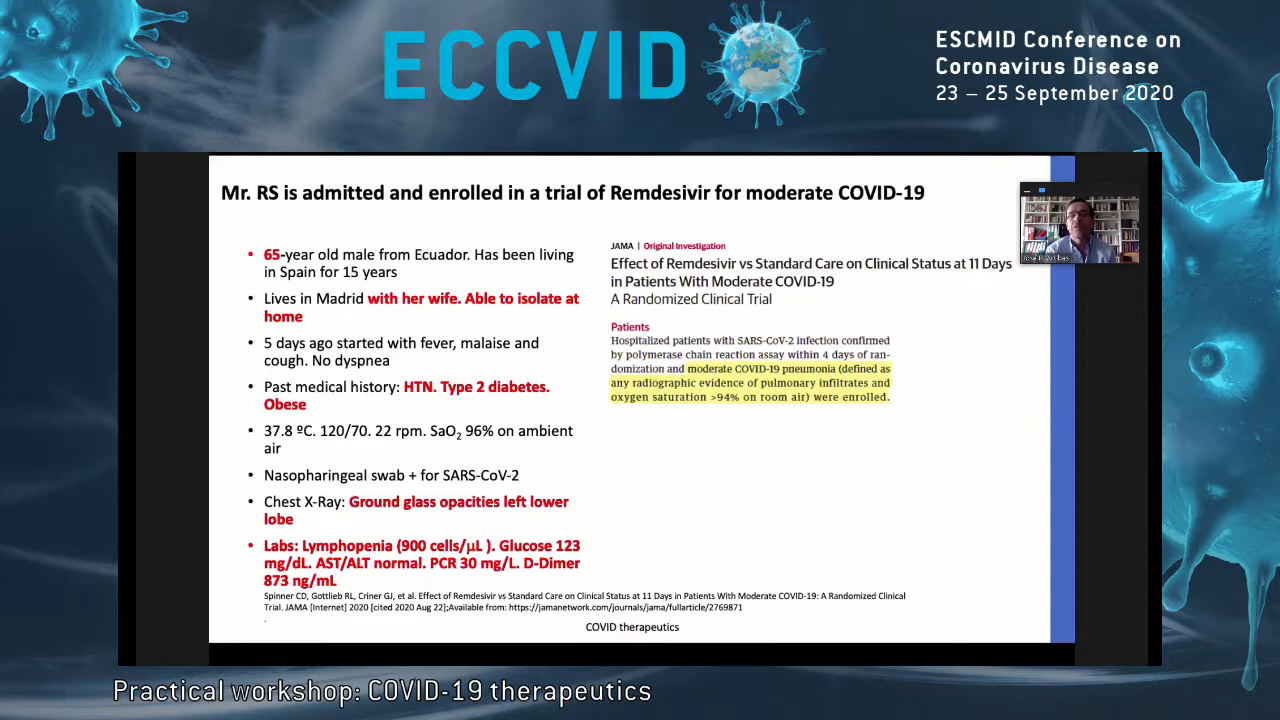 ECCVID
ESCMID Conference on
Coronavirus Disease
23 – 25 September 2020
Mr. RS is admitted and enrolled in a trial of Remdesivir for moderate COVID-19
• 65-year old male from Ecuador. Has been living
in Spain for 15 years
• Lives in Madrid with her wife. Able to isolate at
home
• 5 days ago started with fever, malaise and
cough. No dyspnea
• Past medical history: HTN. Type 2 diabetes.
Obese
• 37.8 ºC. 120/70. 22 rpm. SaO2 96% on ambient
air
• Nasopharingeal swab + for SARS-CoV-2
• Chest X-Ray: Ground glass opacities left lower
lobe
• Labs: Lymphopenia (900 cells/µL ). Glucose 123
mg/dL. AST/ALT normal. PCR 30 mg/L. D-Dimer
873 ng/mL
JAMA | Original Investigation
Effect of Remdesivir vs Standard Care on Clinical Status at 11 Days
in Patients With Moderate COVID-19
A Randomized Clinical Trial
Patients
Hospitalized patients with SARS-CoV-2 infection confirmed
by polymerase chain reaction assay within 4 days of ran-
domization and moderate COVID-19 pneumonia (defined as
any radiographic evidence of pulmonary infiltrates and
oxygen saturation >94% on room air) were enrolled.
Spinner CD, Gottlieb RL, Criner GJ, et al. Effect of Remdesivir vs Standard Care on Clinical Status at 11 Days in Patients With Moderate COVID-19: A Randomized Clinical
Trial. JAMA [Internet] 2020 [cited 2020 Aug 22];Available from: https://jamanetwork.com/journals/jama/fullarticle/2769871
.
COVID therapeutics
Practical workshop: COVID-19 therapeutics